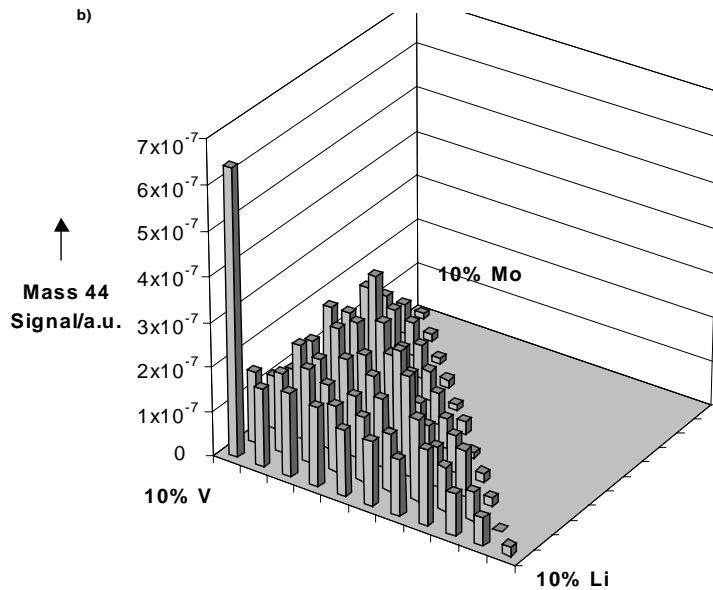 b)
7x10⁻⁷
6x10⁻⁷
5x10⁻⁷
4x10⁻⁷
3x10⁻⁷
2x10⁻⁷
1x10⁻⁷
0
Mass 44
Signal/a.u.
10% Mo
10% V
10% Li